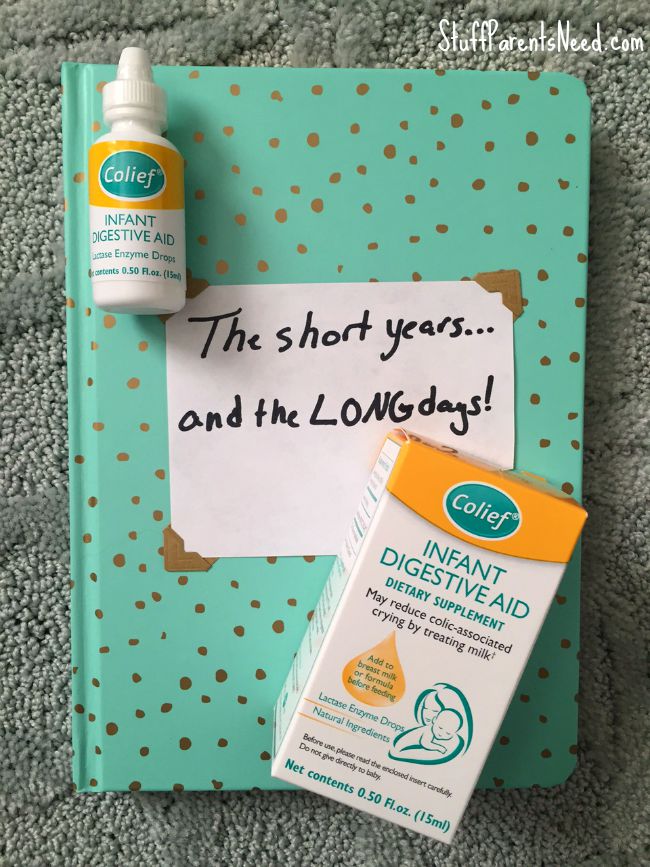 StuffParentsNeed.com
Colief®
INFANT
DIGESTIVE AID
Lactase Enzyme Drops
Net contents 0.50 Fl.oz. (15ml)
The short years...
and the LONG days!
Colief®
INFANT
DIGESTIVE AID
DIETARY SUPPLEMENT
May reduce colic-associated
crying by treating milk‡
Add to
breast milk
or formula
before feeding
Lactase Enzyme Drops
Natural Ingredients
Before use, please read the enclosed insert carefully.
Do not give directly to baby.
Net contents 0.50 Fl.oz. (15ml)